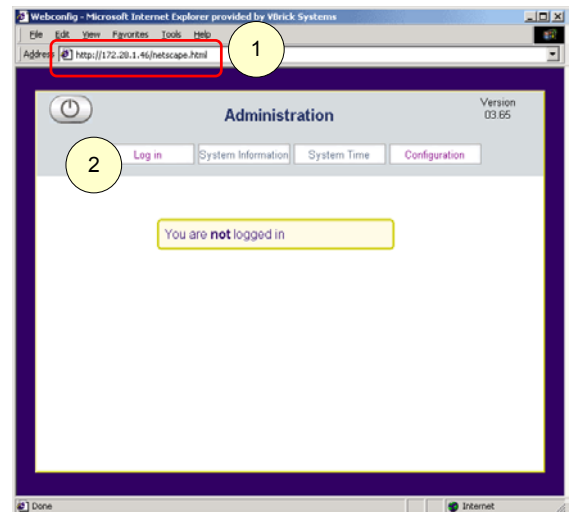 Webconfig - Microsoft Internet Explorer provided by VBrick Systems
File Edit View Favorites Tools Help
Address http://172.28.1.46/netscape.html
1
Administration
Version
03.65
2
Log in System Information System Time Configuration
You are not logged in
Done Internet